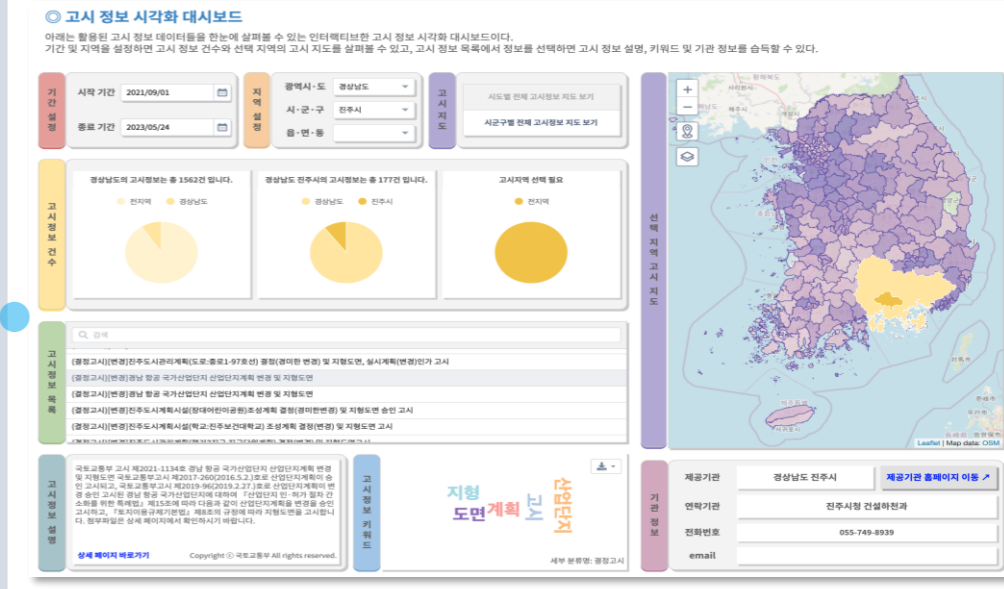 ◎ 고시 정보 시각화 대시보드
아래는 활용된 고시 정보 데이터들을 한눈에 살펴볼 수 있는 인터랙티브한 고시 정보 시각화 대시보드이다.
기간 및 지역을 설정하면 고시 정보 건수와 선택 지역의 고시 지도를 살펴볼 수 있고, 고시 정보 목록에서 정보를 선택하면 고시 정보 설명, 키워드 및 기관 정보를 습득할 수 있다.
기간 설정
시작 기간 2021/09/01
종료 기간 2023/05/24
지역 설정
광역시·도 경상남도
시·군·구 진주시
읍·면·동
고시지도
시도별 전체 고시정보 지도 보기
시군구별 전체 고시정보 지도 보기
고시정보 건수
경상남도의 고시정보는 총 1562건 입니다.
전지역 경상남도
경상남도 진주시의 고시정보는 총 177건 입니다.
경상남도 진주시
고시지역 선택 필요
전지역
선택 지역 고시 지도
+
−
제주특별
서귀포시
Leaflet | Map data: OSM
고시정보 목록
검색
(결정고시)[변경]진주도시관리계획(도로:중로1-97호선) 결정(경미한 변경) 및 지형도면, 실시계획(변경)인가 고시
(결정고시)[변경]경남 항공 국가산업단지 산업단지계획 변경 및 지형도면
(결정고시)[변경]경남 항공 국가산업단지 산업단지계획 변경 및 지형도면
(결정고시)[변경]진주도시계획시설(장대어린이공원)조성계획 결정(경미한변경) 및 지형도면 승인 고시
(결정고시)[변경]진주도시계획시설(학교:진주보건대학교) 조성계획 결정(변경) 및 지형도면 고시
고시정보 설명
국토교통부 고시 제2021-1134호 경남 항공 국가산업단지 산업단지계획 변경
및 지형도면 국토교통부고시 제2017-260(2016.5.2.)호로 산업단지계획이 승
인 고시되고, 국토교통부고시 제2019-96(2019.2.27.)호로 산업단지계획이 변
경 승인 고시된 경남 항공 국가산업단지에 대하여 『산업단지 인·허가 절차 간
소화를 위한 특례법』 제15조에 따라 다음과 같이 산업단지계획을 변경을 승인
고시하고, 『토지이용규제기본법』 제8조의 규정에 따라 지형도면을 고시합니
다. 첨부파일은 상세 페이지에서 확인하시기 바랍니다.
상세 페이지 바로가기 Copyright ⓒ 국토교통부 All rights reserved.
고시정보 키워드
지형
도면
계획
고시
산업단지
세부 분류명: 결정고시
기관 정보
제공기관 경상남도 진주시 제공기관 홈페이지 이동 ↗
연락기관 진주시청 건설하천과
전화번호 055-749-8939
email